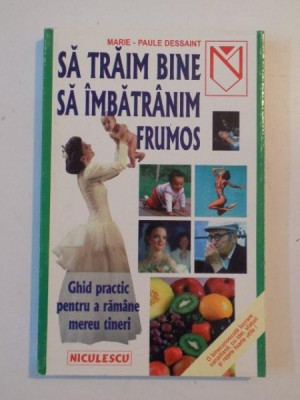 MARIE - PAULE DESSAINT
SĂ TRĂIM BINE
SĂ ÎMBĂTRÂNIM
FRUMOS
Ghid practic
pentru a rămâne
mereu tineri
NICULESCU